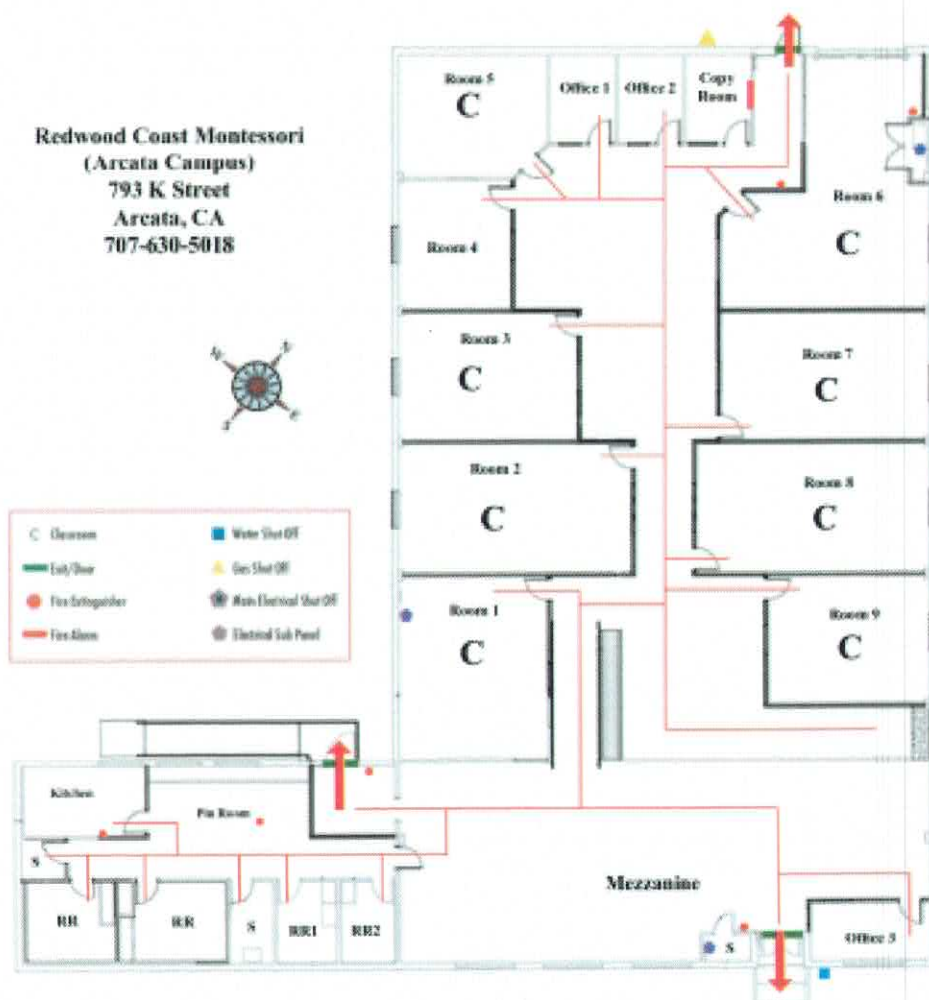 Redwood Coast Montessori
(Arcata Campus)
793 K Street
Arcata, CA
707-630-5018
Room 5
C
Office 1
Office 2
Copy
Room
Room 6
C
Room 4
Room 3
C
Room 7
C
Room 2
C
Room 8
C
Room 1
C
Room 9
C
C Classroom
Exit/Door
Fire Extinguisher
Fire Alarm
Water Shut Off
Gas Shut Off
Main Electrical Shut Off
Electrical Sub Panel
Kitchen
S
RR
RR
S
RR1
RR2
Mezzanine
S
Office 3